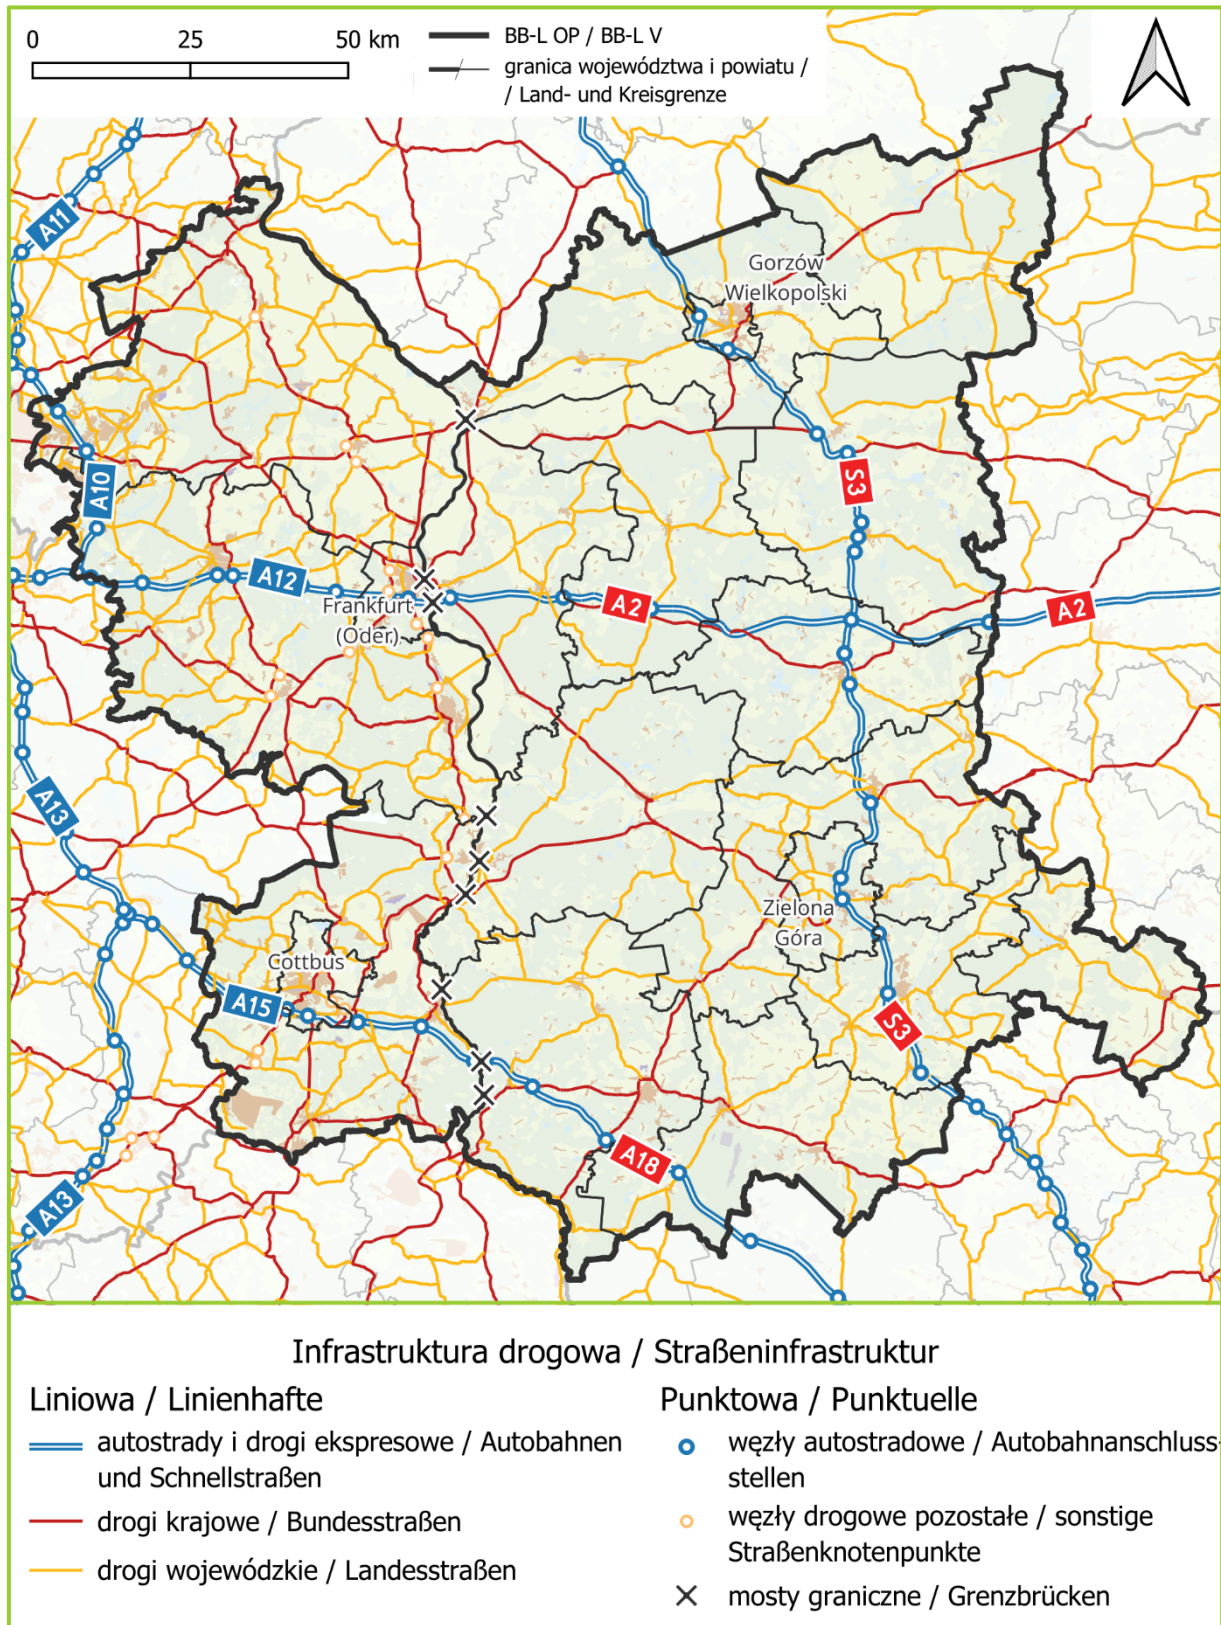 0 25 50 km
BB-L OP / BB-L V
granica województwa i powiatu /
/ Land- und Kreisgrenze
A11
Gorzów
Wielkopolski
A10
S3
A12
A2
A2
Frankfurt
(Oder)
A13
Zielona
Góra
Cottbus
A15
S3
A18
A13
Infrastruktura drogowa / Straßeninfrastruktur
Liniowa / Linienhafte
autostrady i drogi ekspresowe / Autobahnen
und Schnellstraßen
drogi krajowe / Bundesstraßen
drogi wojewódzkie / Landesstraßen
Punktowa / Punktuelle
węzły autostradowe / Autobahnanschluss-
stellen
węzły drogowe pozostałe / sonstige
Straßenknotenpunkte
mosty graniczne / Grenzbrücken